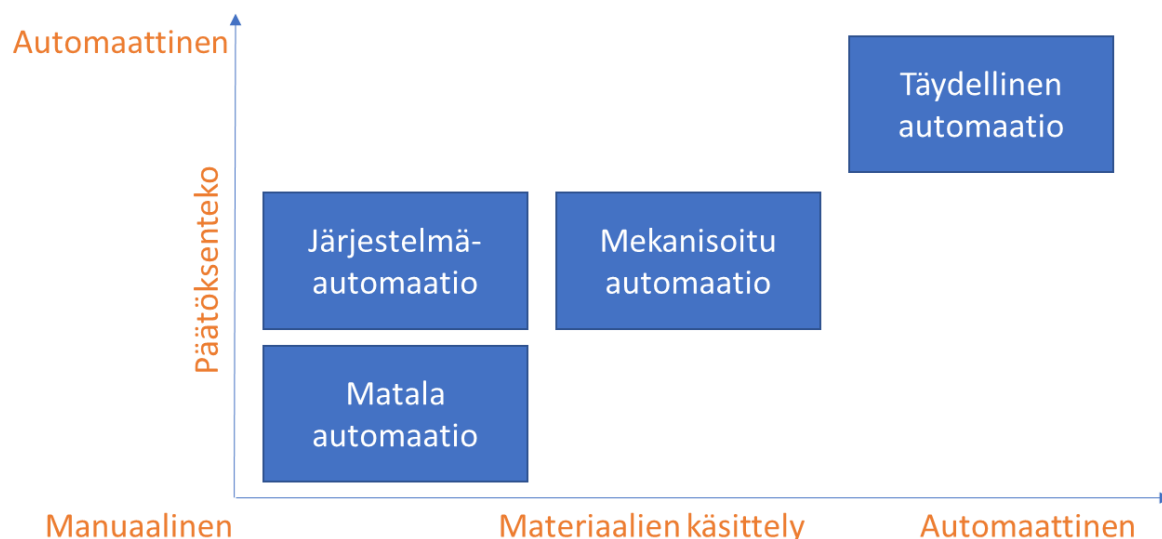 Automaattinen
Täydellinen
automaatio
Päätöksenteko
Järjestelmä-
automaatio
Mekanisoitu
automaatio
Matala
automaatio
Manuaalinen
Materiaalien käsittely
Automaattinen